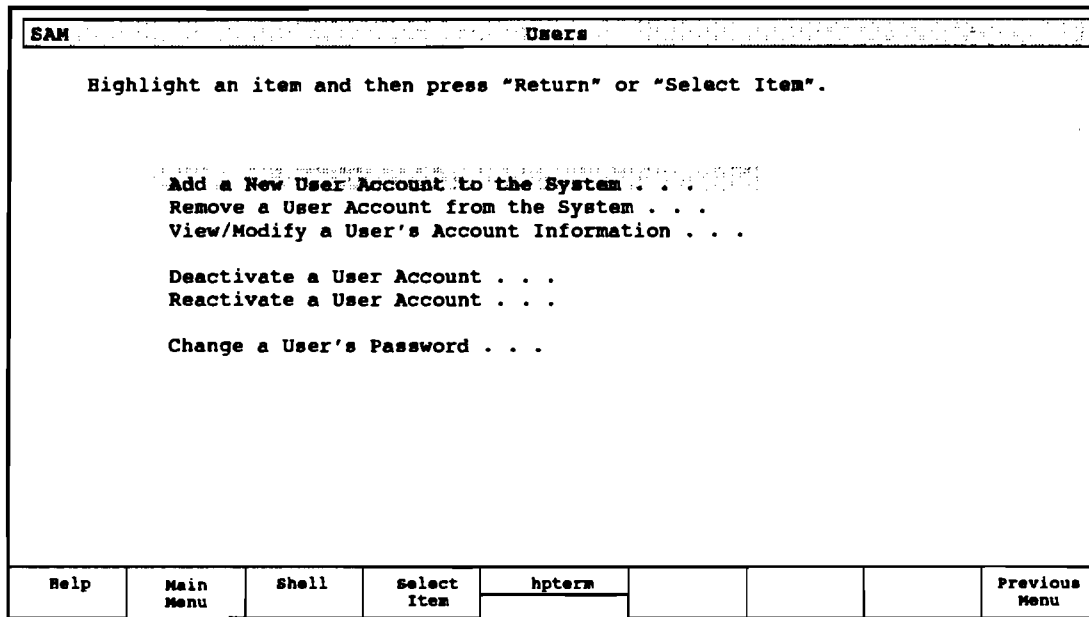 SAM Users
Highlight an item and then press "Return" or "Select Item".
Add a New User Account to the System . . .
Remove a User Account from the System . . .
View/Modify a User's Account Information . . .
Deactivate a User Account . . .
Reactivate a User Account . . .
Change a User's Password . . .
Help Main Shell Select hpterm Previous
Menu Item Menu